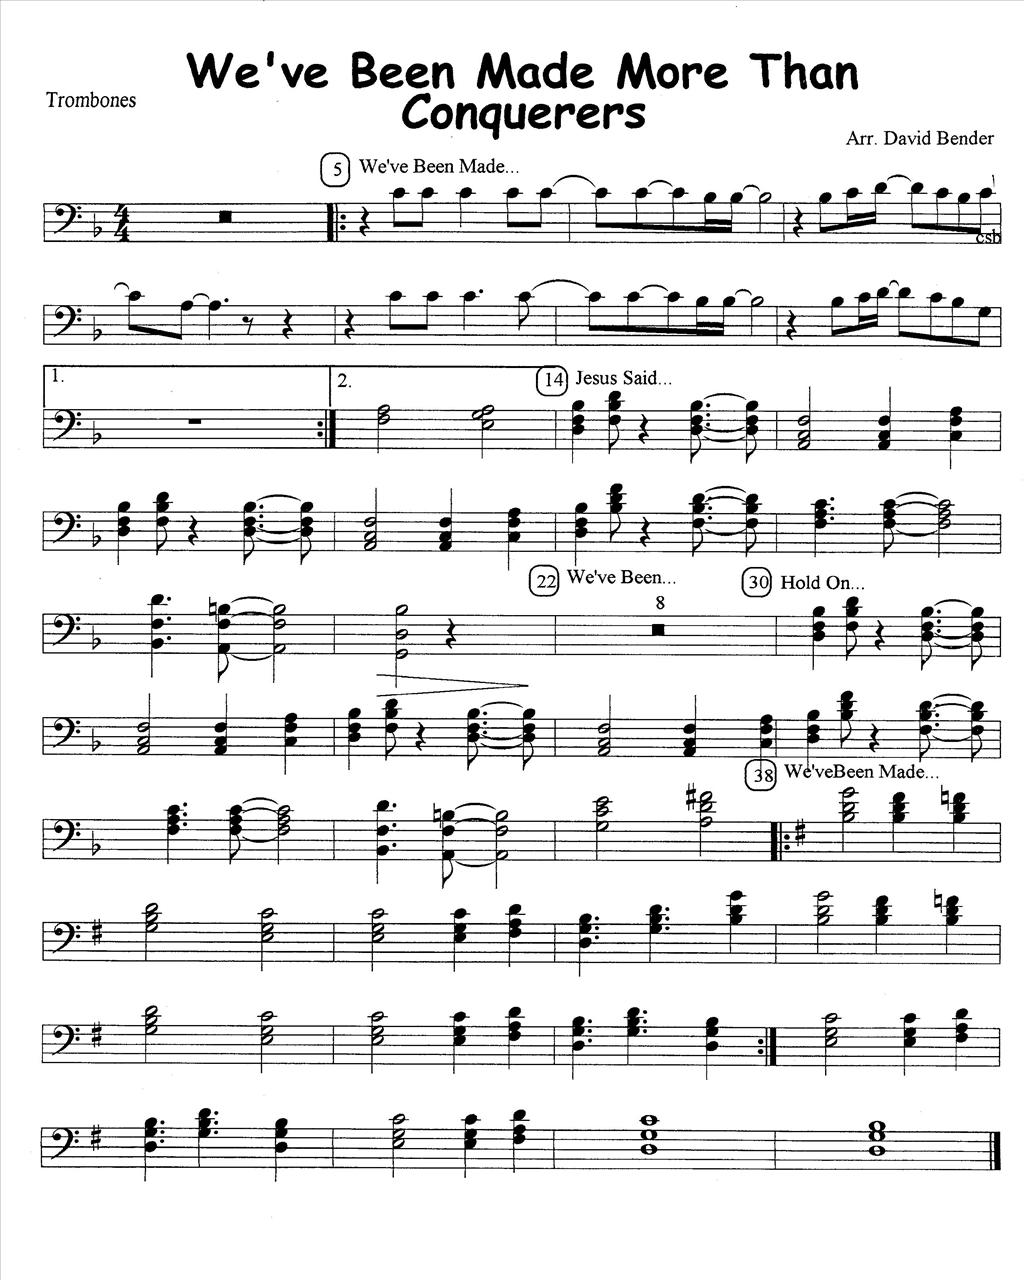 We've Been Made More Than
Conquerers
Trombones
Arr. David Bender
5 We've Been Made...
csb
1.
2.
14 Jesus Said...
22 We've Been...
30 Hold On...
8
38 We'veBeen Made...